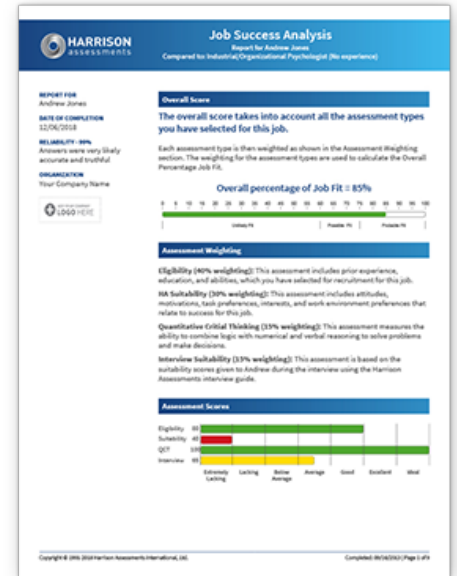 HARRISON
assessments
Job Success Analysis
Report for Andrew Jones
Compared to: Industrial/Organizational Psychologist (No experience)
REPORT FOR
Andrew Jones
DATE OF COMPLETION
12/06/2018
RELIABILITY - 99%
Answers were very likely
accurate and truthful
ORGANIZATION
Your Company Name
LOGO HERE
Overall Score
The overall score takes into account all the assessment types
you have selected for this job.
Each assessment type is then weighted as shown in the Assessment Weighting
section. The weighting for the assessment types are used to calculate the Overall
Percentage Job Fit.
Overall percentage of Job Fit = 85%
0 5 10 15 20 25 30 35 40 45 50 55 60 65 70 75 80 85 90 95 100
Unlikely Fit Possible Fit Probable Fit
Assessment Weighting
Eligibility (40% weighting): This assessment includes prior experience,
education, and abilities, which you have selected for recruitment for this job.
HA Suitability (30% weighting): This assessment includes attitudes,
motivations, task preferences, interests, and work environment preferences that
relate to success for this job.
Quantitative Critial Thinking (15% weighting): This assessment measures the
ability to combine logic with numerical and verbal reasoning to solve problems
and make decisions.
Interview Suitability (15% weighting): This assessment is based on the
suitability scores given to Andrew during the interview using the Harrison
Assessments interview guide.
Assessment Scores
Eligibility
Suitability
QCT 100
Interview
Extremely Lacking Lacking Below Average Average Good Excellent Ideal
Copyright © 1991-2018 Harrison Assessments International, Ltd.
Completed: | Page 1 of